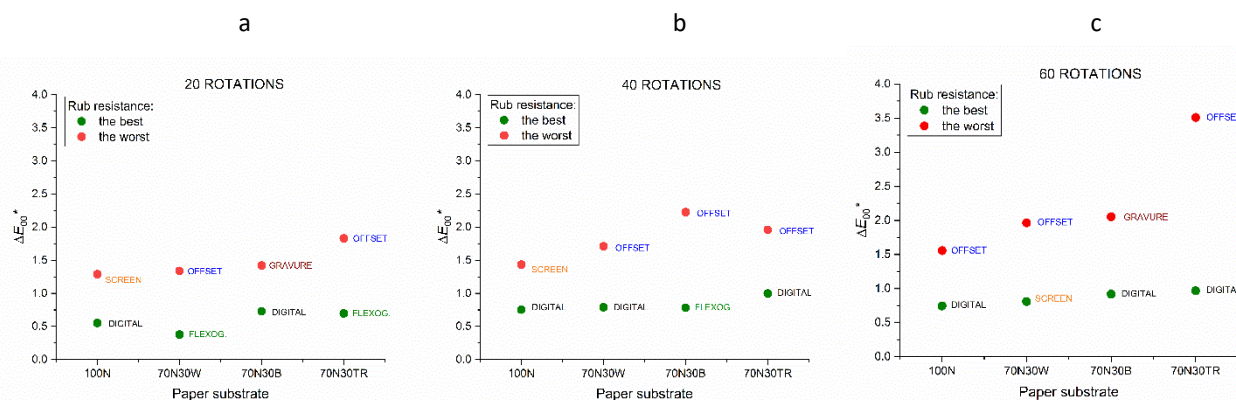 a
b
c
20 ROTATIONS
4.0
3.5
3.0
2.5
2.0
1.5
1.0
0.5
0.0
ΔE00*
Rub resistance:
the best
the worst
OFFSET
GRAVURE
OFFSET
SCREEN
DIGITAL
FLEXOG.
DICITAL
FLEXOG.
100N 70N30W 70N30B 70N30TR
Paper substrate
40 ROTATIONS
4.0
3.5
3.0
2.5
2.0
1.5
1.0
0.5
0.0
ΔE00*
Rub resistance:
the best
the worst
OFFSET
OFFSET
OFFSET
SCREEN
DIGITAL
DIGITAL
DIGITAL
FLEXOG
100N 70N30W 70N30B 70N30TR
Paper substrate
60 ROTATIONS
4.0
3.5
3.0
2.5
2.0
1.5
1.0
0.5
0.0
ΔE00*
Rub resistance:
the best
the worst
OFFSE
GRAVURE
OFFSET
OFFSET
DIGITA
DIGITAL
SCREEN
DIGITAL
100N 70N30W 70N30B 70N30TR
Paper substrate